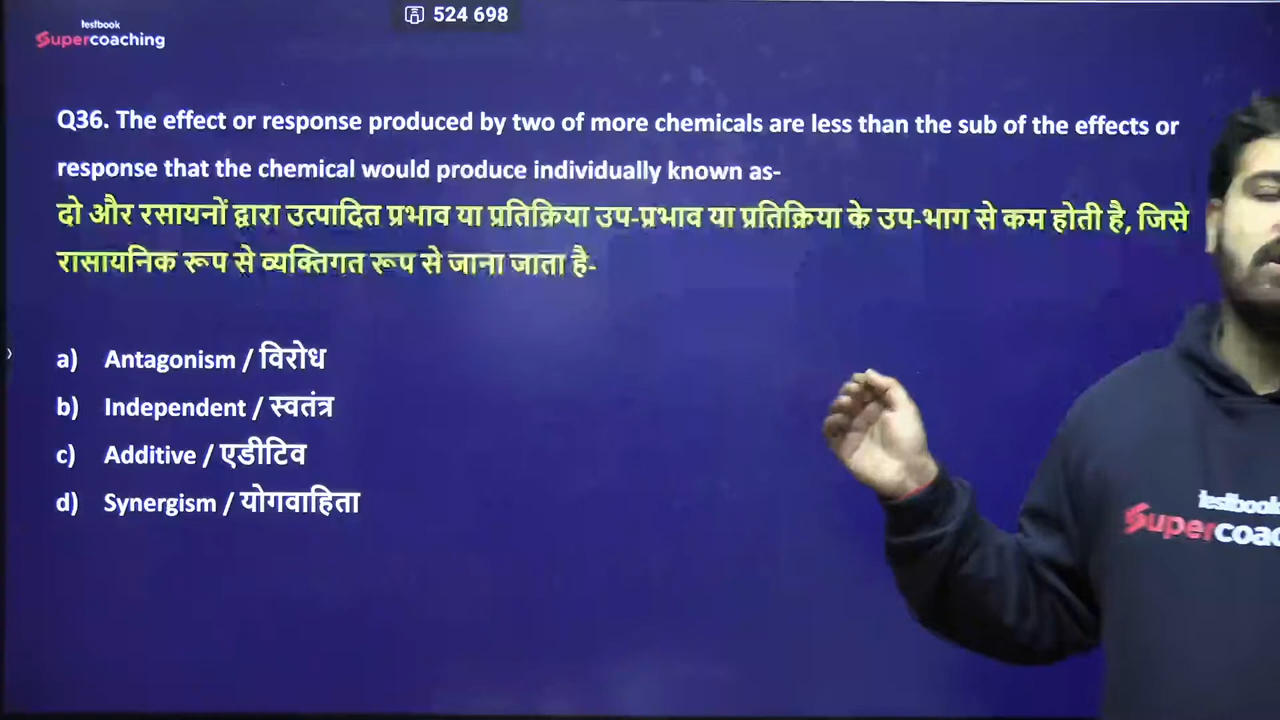 524 698
testbook
Supercoaching
Q36. The effect or response produced by two of more chemicals are less than the sub of the effects or
response that the chemical would produce individually known as-
दो और रसायनों द्वारा उत्पादित प्रभाव या प्रतिक्रिया उप-प्रभाव या प्रतिक्रिया के उप-भाग से कम होती है, जिसे
रासायनिक रूप से व्यक्तिगत रूप से जाना जाता है-
a) Antagonism / विरोध
b) Independent / स्वतंत्र
c) Additive / एडीटिव
d) Synergism / योगवाहिता
testbook
Supercoac